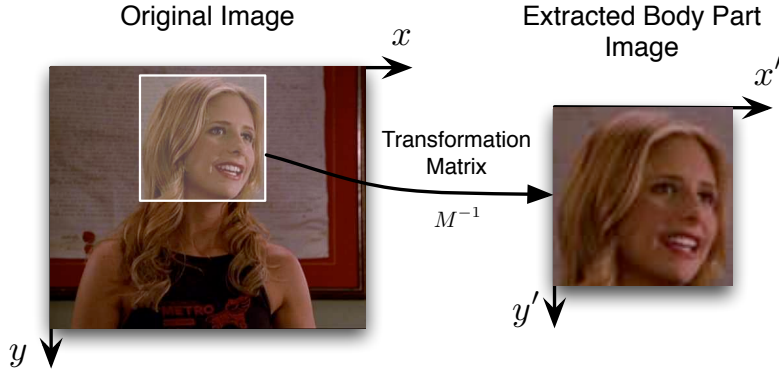 Original Image
Extracted Body Part
Image
x
x′
Transformation
Matrix
M⁻¹
METRO
y′
y